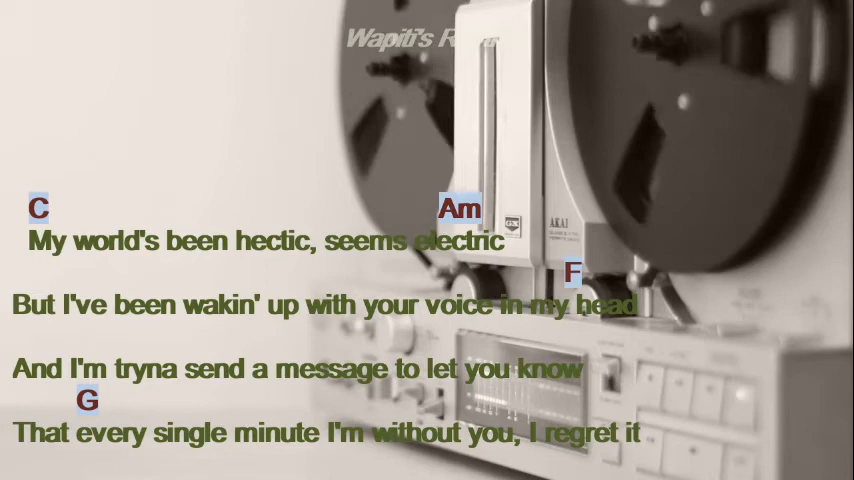 Wapiti's R
C Am
My world's been hectic, seems electric
F
But I've been wakin' up with your voice in my head
And I'm tryna send a message to let you know
G
That every single minute I'm without you, I regret it
AKAI